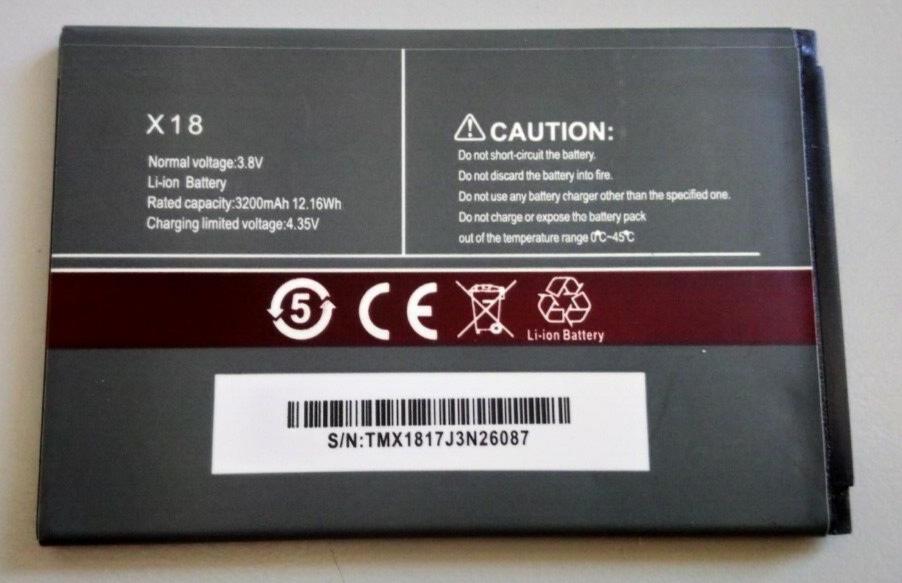 X18
Normal voltage:3.8V
Li-ion Battery
Rated capacity:3200mAh 12.16Wh
Charging limited voltage:4.35V
CAUTION:
Do not short-circuit the battery.
Do not discard the battery into fire.
Do not use any battery charger other than the specified one.
Do not charge or expose the battery pack
out of the temperature range 0℃~45℃
5
CE
Li-ion Battery
S/N:TMX1817J3N26087